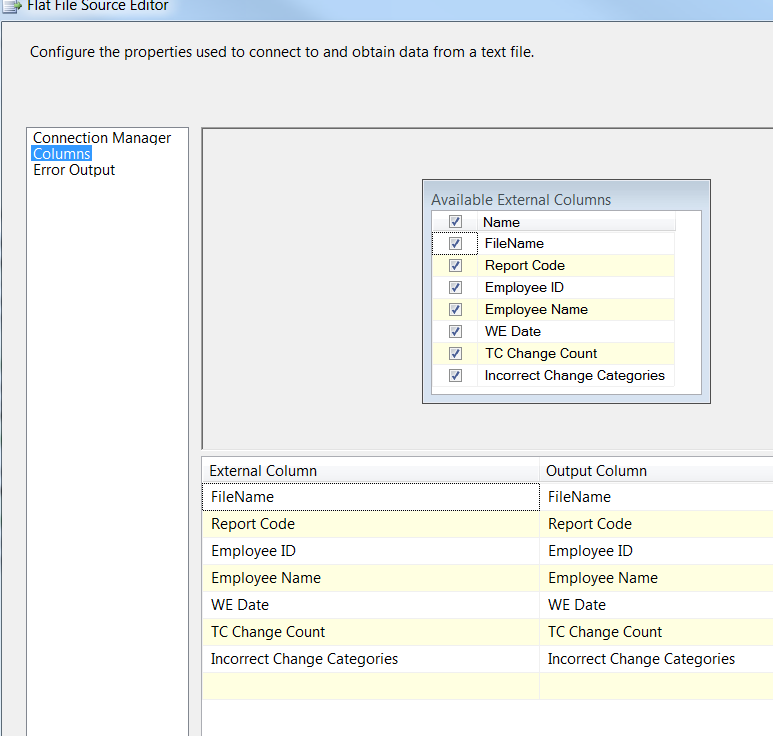 Flat File Source Editor
Configure the properties used to connect to and obtain data from a text file.
Connection Manager
Columns
Error Output
Available External Columns
Name
FileName
Report Code
Employee ID
Employee Name
WE Date
TC Change Count
Incorrect Change Categories
External Column Output Column
FileName FileName
Report Code Report Code
Employee ID Employee ID
Employee Name Employee Name
WE Date WE Date
TC Change Count TC Change Count
Incorrect Change Categories Incorrect Change Categories